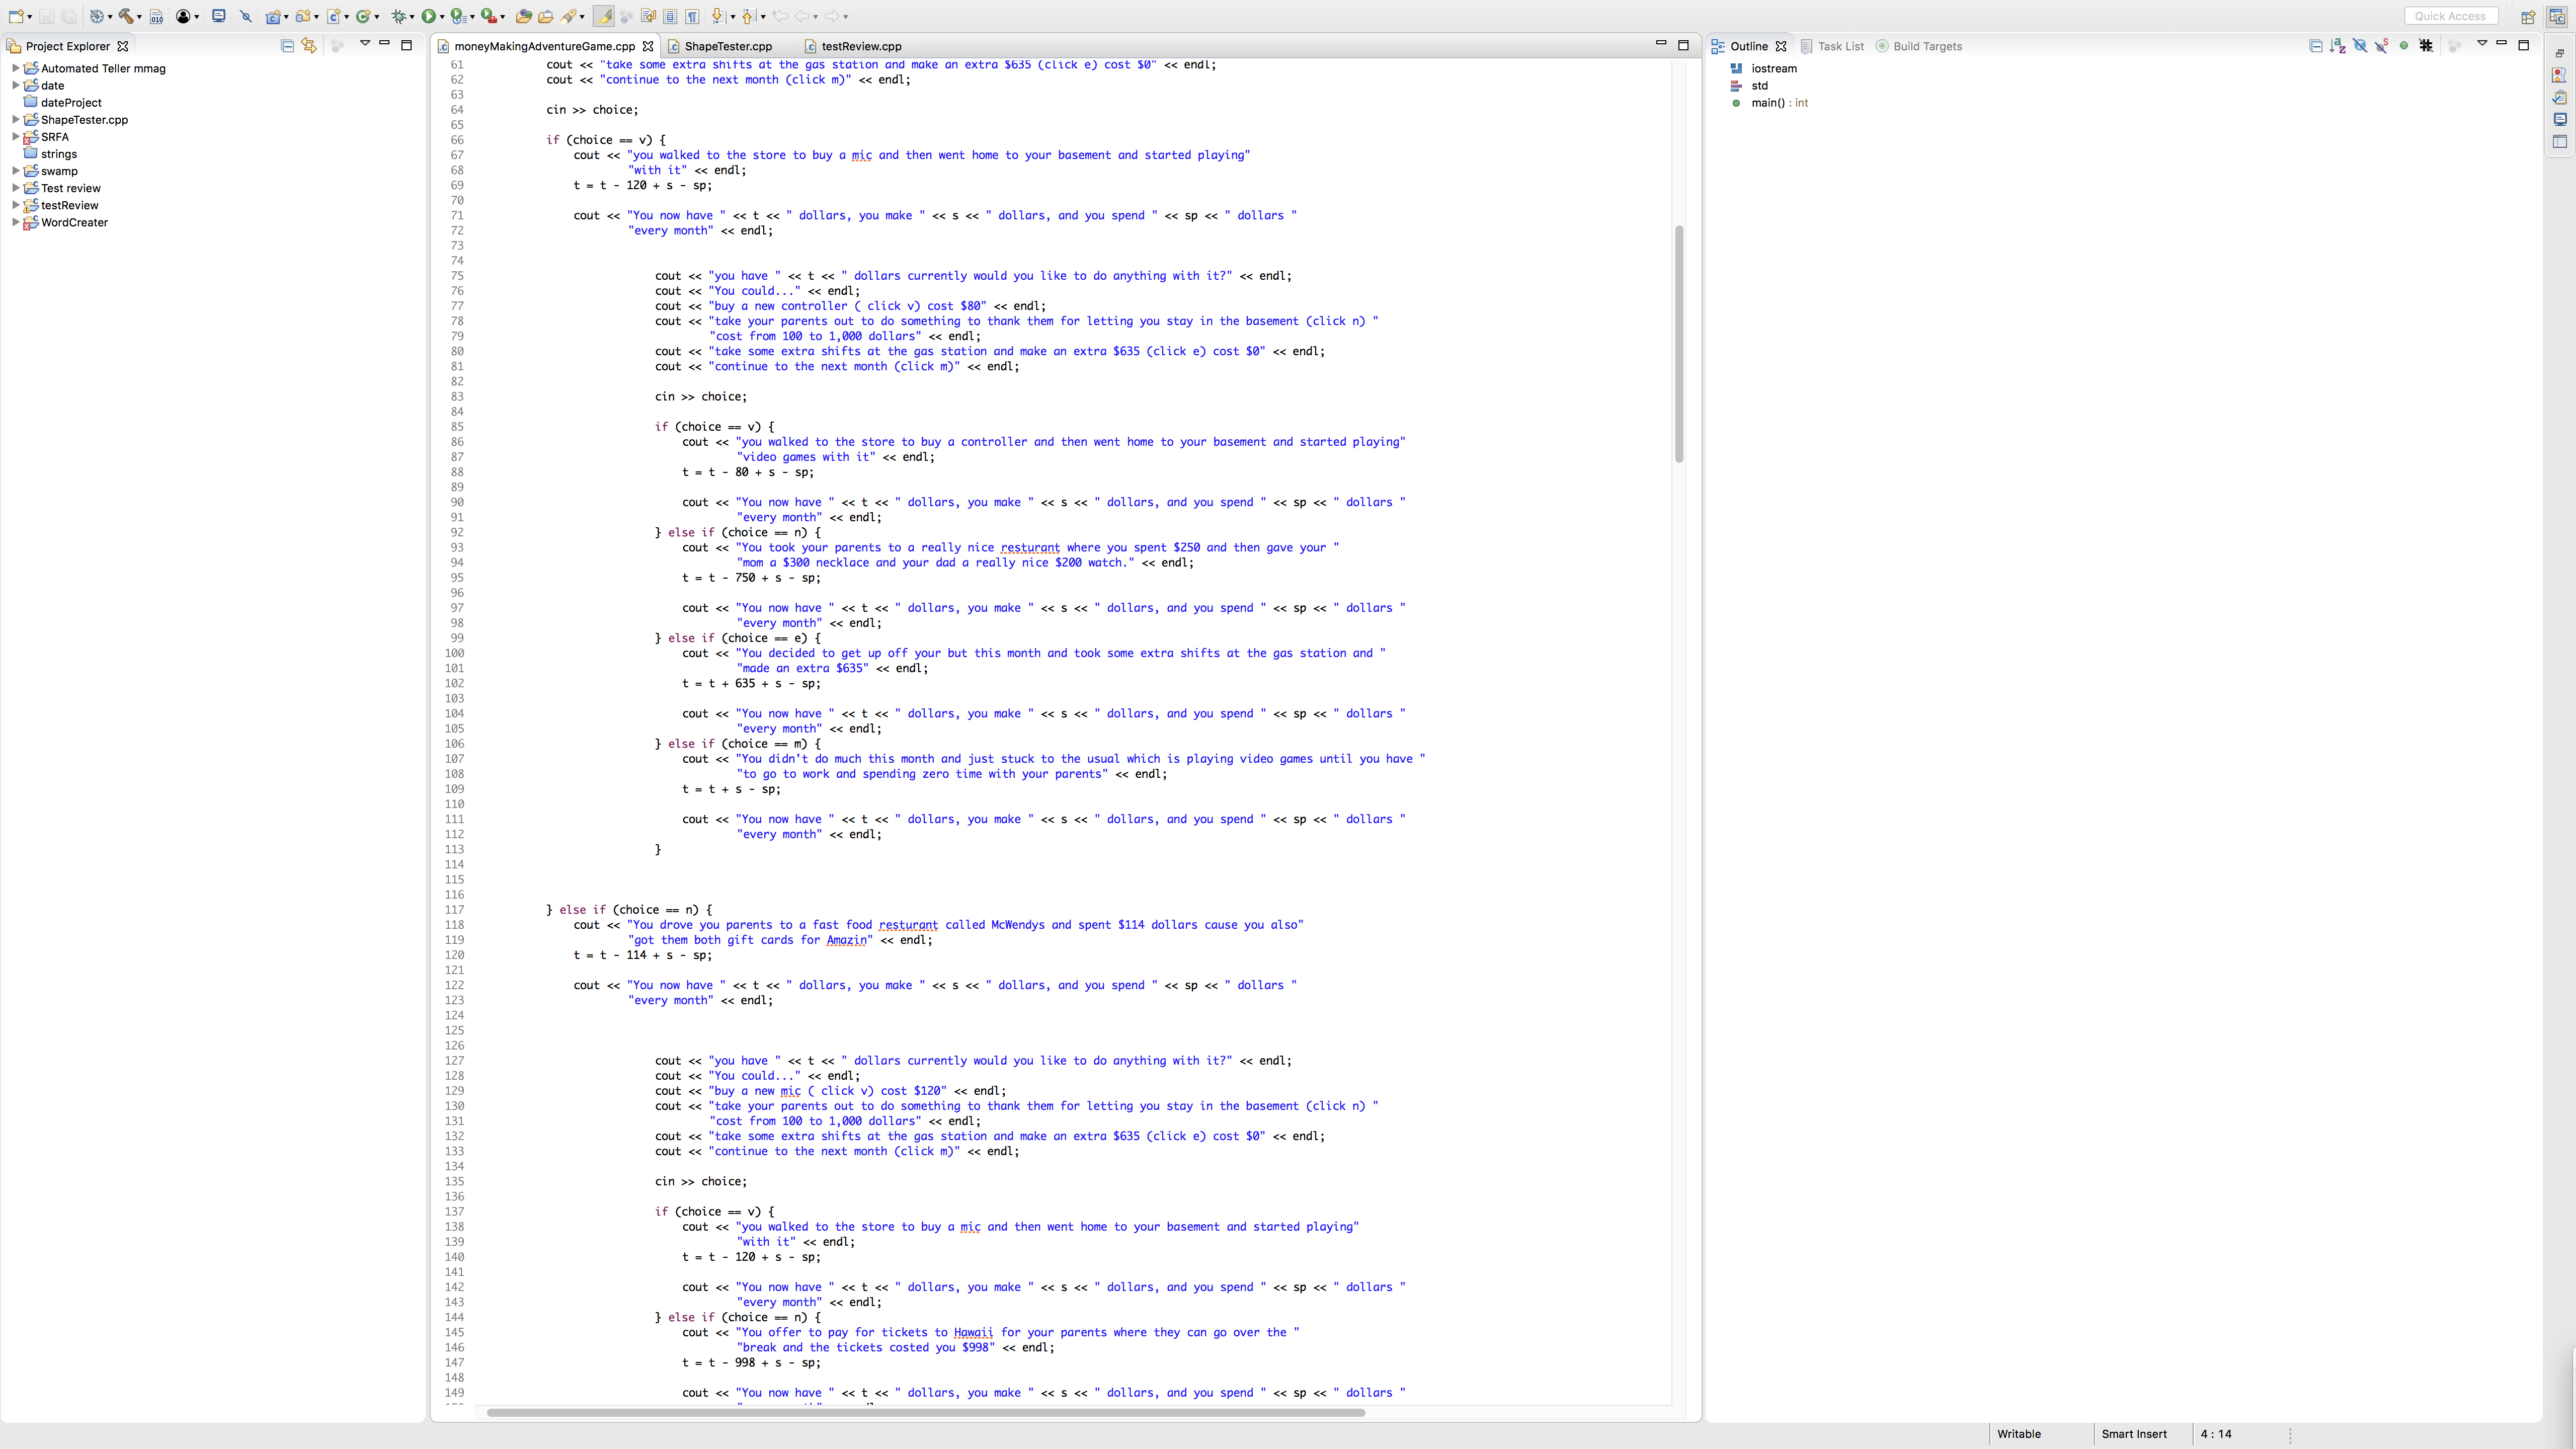 Quick Access
Project Explorer
Automated Teller mmag
date
dateProject
ShapeTester.cpp
SRFA
strings
swamp
Test review
testReview
WordCreater
moneyMakingAdventureGame.cpp
ShapeTester.cpp
testReview.cpp
61 cout << "take some extra shifts at the gas station and make an extra $635 (click e) cost $0" << endl;
62 cout << "continue to the next month (click m)" << endl;
63
64 cin >> choice;
65
66 if (choice == v) {
67 cout << "you walked to the store to buy a mic and then went home to your basement and started playing"
68 "with it" << endl;
69 t = t - 120 + s - sp;
70
71 cout << "You now have " << t << " dollars, you make " << s << " dollars, and you spend " << sp << " dollars "
72 "every month" << endl;
73
74
75 cout << "you have " << t << " dollars currently would you like to do anything with it?" << endl;
76 cout << "You could..." << endl;
77 cout << "buy a new controller ( click v) cost $80" << endl;
78 cout << "take your parents out to do something to thank them for letting you stay in the basement (click n) "
79 "cost from 100 to 1,000 dollars" << endl;
80 cout << "take some extra shifts at the gas station and make an extra $635 (click e) cost $0" << endl;
81 cout << "continue to the next month (click m)" << endl;
82
83 cin >> choice;
84
85 if (choice == v) {
86 cout << "you walked to the store to buy a controller and then went home to your basement and started playing"
87 "video games with it" << endl;
88 t = t - 80 + s - sp;
89
90 cout << "You now have " << t << " dollars, you make " << s << " dollars, and you spend " << sp << " dollars "
91 "every month" << endl;
92 } else if (choice == n) {
93 cout << "You took your parents to a really nice resturant where you spent $250 and then gave your "
94 "mom a $300 necklace and your dad a really nice $200 watch." << endl;
95 t = t - 750 + s - sp;
96
97 cout << "You now have " << t << " dollars, you make " << s << " dollars, and you spend " << sp << " dollars "
98 "every month" << endl;
99 } else if (choice == e) {
100 cout << "You decided to get up off your but this month and took some extra shifts at the gas station and "
101 "made an extra $635" << endl;
102 t = t + 635 + s - sp;
103
104 cout << "You now have " << t << " dollars, you make " << s << " dollars, and you spend " << sp << " dollars "
105 "every month" << endl;
106 } else if (choice == m) {
107 cout << "You didn't do much this month and just stuck to the usual which is playing video games until you have "
108 "to go to work and spending zero time with your parents" << endl;
109 t = t + s - sp;
110
111 cout << "You now have " << t << " dollars, you make " << s << " dollars, and you spend " << sp << " dollars "
112 "every month" << endl;
113 }
114
115
116
117 } else if (choice == n) {
118 cout << "You drove you parents to a fast food resturant called McWendys and spent $114 dollars cause you also"
119 "got them both gift cards for Amazin" << endl;
120 t = t - 114 + s - sp;
121
122 cout << "You now have " << t << " dollars, you make " << s << " dollars, and you spend " << sp << " dollars "
123 "every month" << endl;
124
125
126
127 cout << "you have " << t << " dollars currently would you like to do anything with it?" << endl;
128 cout << "You could..." << endl;
129 cout << "buy a new mic ( click v) cost $120" << endl;
130 cout << "take your parents out to do something to thank them for letting you stay in the basement (click n) "
131 "cost from 100 to 1,000 dollars" << endl;
132 cout << "take some extra shifts at the gas station and make an extra $635 (click e) cost $0" << endl;
133 cout << "continue to the next month (click m)" << endl;
134
135 cin >> choice;
136
137 if (choice == v) {
138 cout << "you walked to the store to buy a mic and then went home to your basement and started playing"
139 "with it" << endl;
140 t = t - 120 + s - sp;
141
142 cout << "You now have " << t << " dollars, you make " << s << " dollars, and you spend " << sp << " dollars "
143 "every month" << endl;
144 } else if (choice == n) {
145 cout << "You offer to pay for tickets to Hawaii for your parents where they can go over the "
146 "break and the tickets costed you $998" << endl;
147 t = t - 998 + s - sp;
148
149 cout << "You now have " << t << " dollars, you make " << s << " dollars, and you spend " << sp << " dollars "
Outline
Task List
Build Targets
iostream
std
main() : int
Writable
Smart Insert
4 : 14